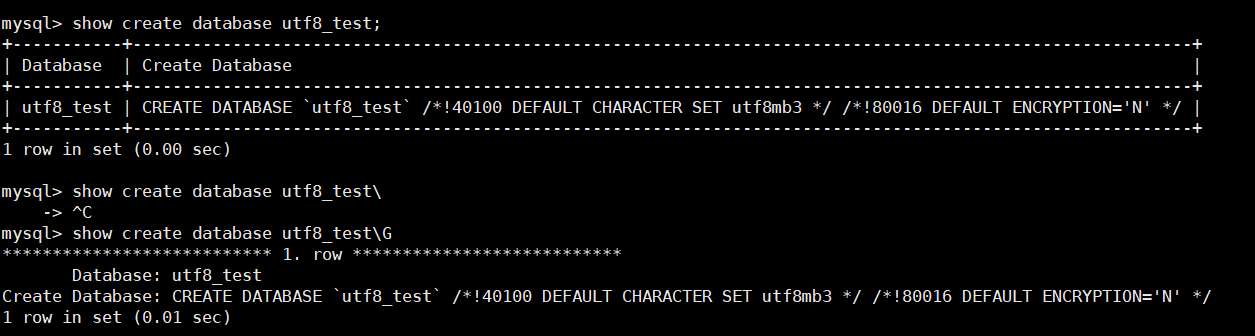 mysql> show create database utf8_test;
+-----------+----------------------------------------------------------------------------------------------------------+
| Database  | Create Database                                                                                          |
+-----------+----------------------------------------------------------------------------------------------------------+
| utf8_test | CREATE DATABASE `utf8_test` /*!40100 DEFAULT CHARACTER SET utf8mb3 */ /*!80016 DEFAULT ENCRYPTION='N' */ |
+-----------+----------------------------------------------------------------------------------------------------------+
1 row in set (0.00 sec)

mysql> show create database utf8_test\
    -> ^C
mysql> show create database utf8_test\G
*************************** 1. row ***************************
       Database: utf8_test
Create Database: CREATE DATABASE `utf8_test` /*!40100 DEFAULT CHARACTER SET utf8mb3 */ /*!80016 DEFAULT ENCRYPTION='N' */
1 row in set (0.01 sec)